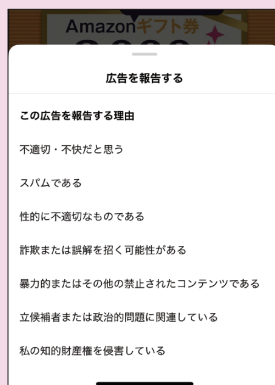 Amazonギフト券
広告を報告する
この広告を報告する理由
不適切・不快だと思う
スパムである
性的に不適切なものである
詐欺または誤解を招く可能性がある
暴力的またはその他の禁止されたコンテンツである
立候補者または政治的問題に関連している
私の知的財産権を侵害している